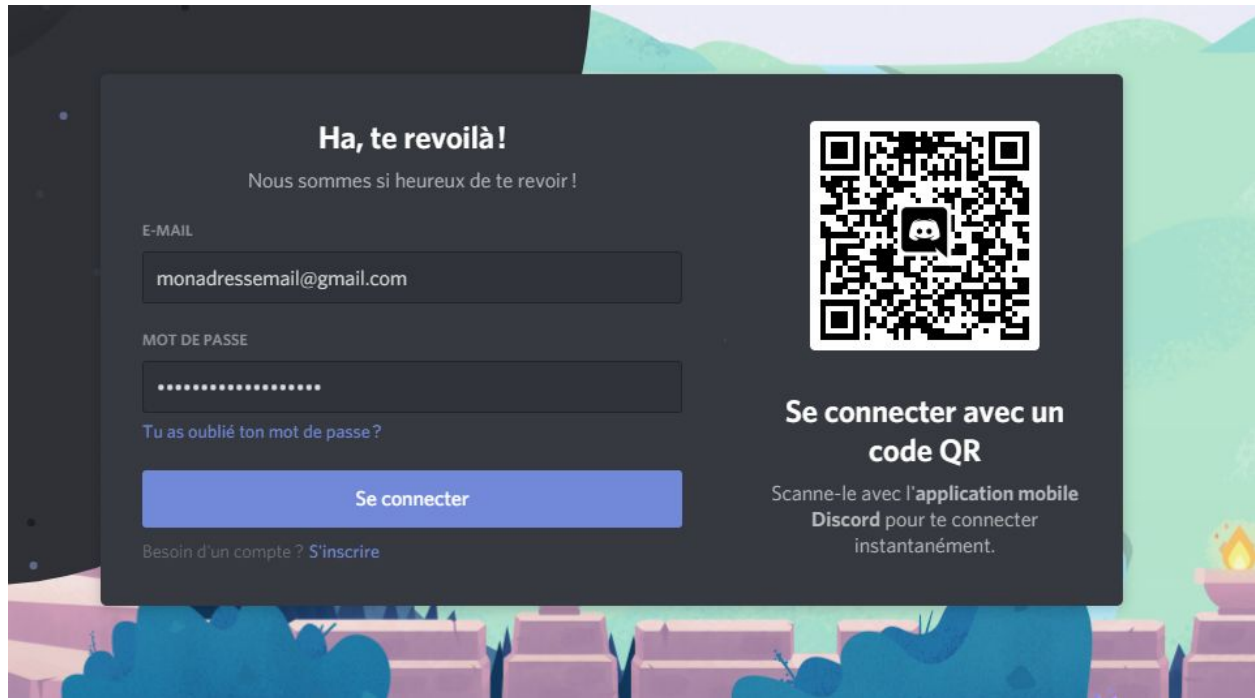 Ha, te revoilà !
Nous sommes si heureux de te revoir !
E-MAIL
monadressemail@gmail.com
MOT DE PASSE
•••••••••••••••••••
Tu as oublié ton mot de passe ?
Se connecter
Besoin d'un compte ? S'inscrire
Se connecter avec un
code QR
Scanne-le avec l'application mobile
Discord pour te connecter
instantanément.